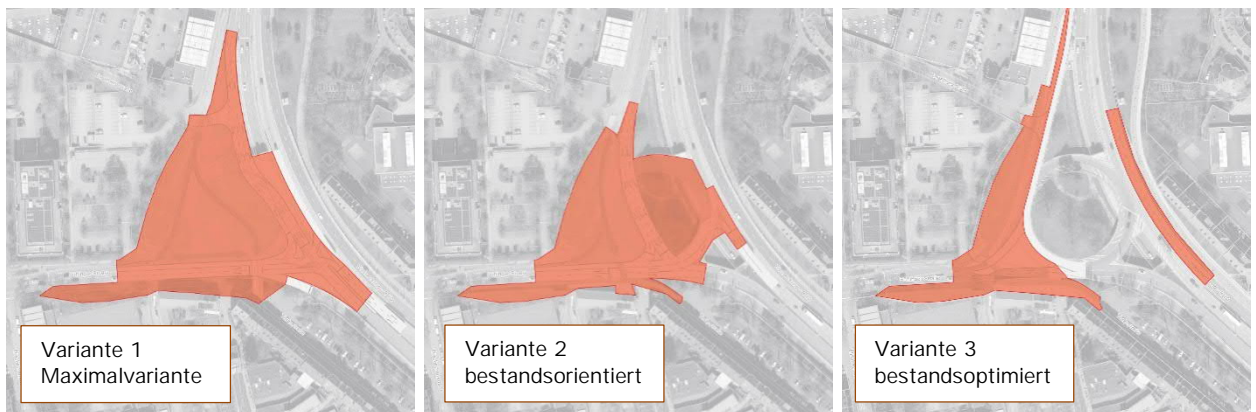 Variante 1
Maximalvariante
Variante 2
bestandsorientiert
Variante 3
bestandsoptimiert